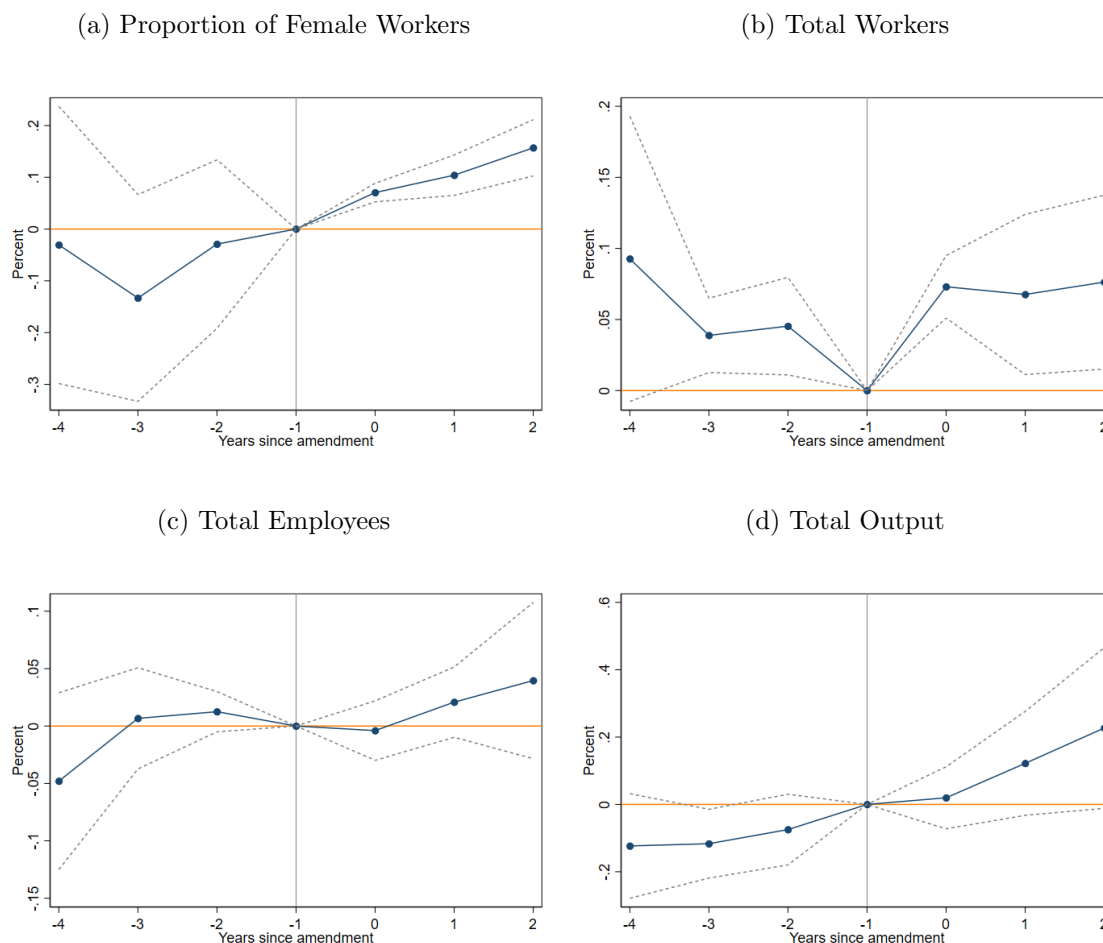 (a) Proportion of Female Workers
(b) Total Workers
.2
.1
0
-.1
-.2
-.3
Percent
-4 -3 -2 -1 0 1 2
Years since amendment
.2
.15
.1
.05
0
Percent
-4 -3 -2 -1 0 1 2
Years since amendment
(c) Total Employees
(d) Total Output
.1
.05
0
-.05
-.1
-.15
Percent
-4 -3 -2 -1 0 1 2
Years since amendment
.6
.4
.2
0
-.2
Percent
-4 -3 -2 -1 0 1 2
Years since amendment